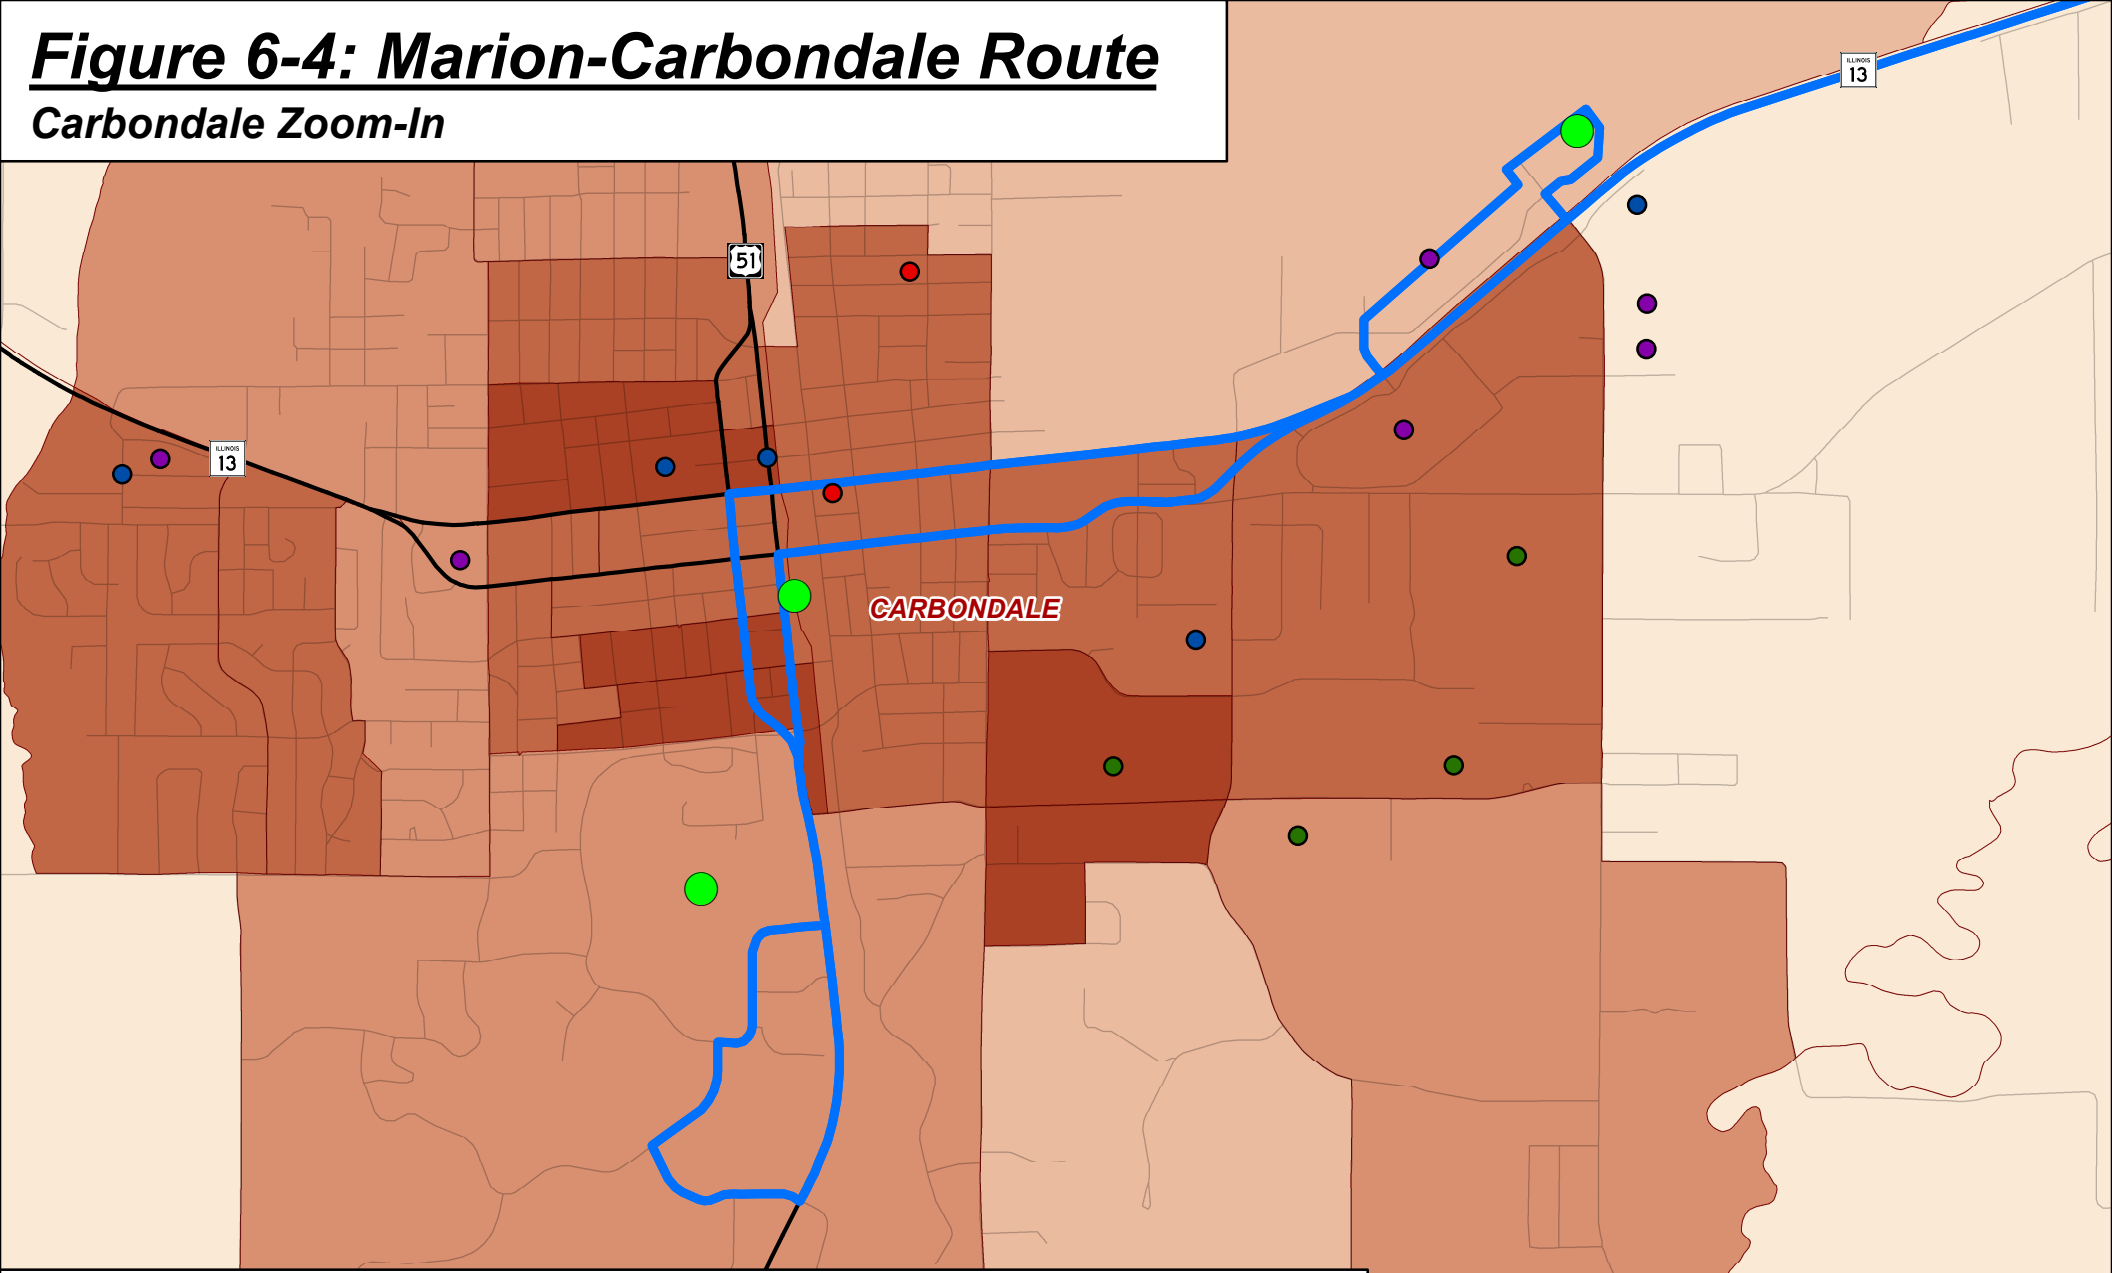 Figure 6-4: Marion-Carbondale Route
Carbondale Zoom-In
ILLINOIS
13
51
ILLINOIS
13
CARBONDALE